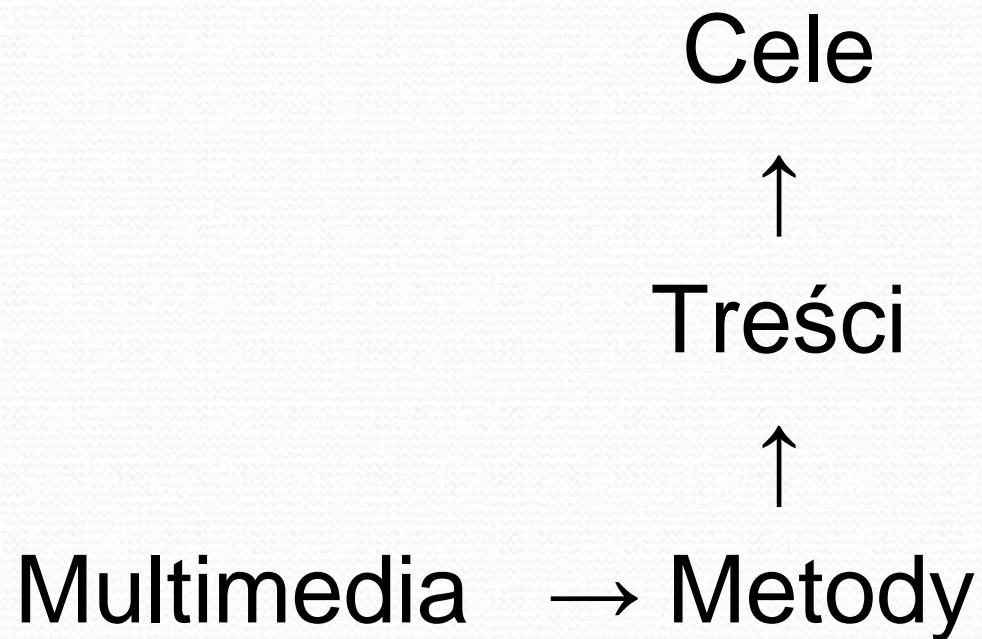 Cele
↑
Treści
↑
Multimedia → Metody